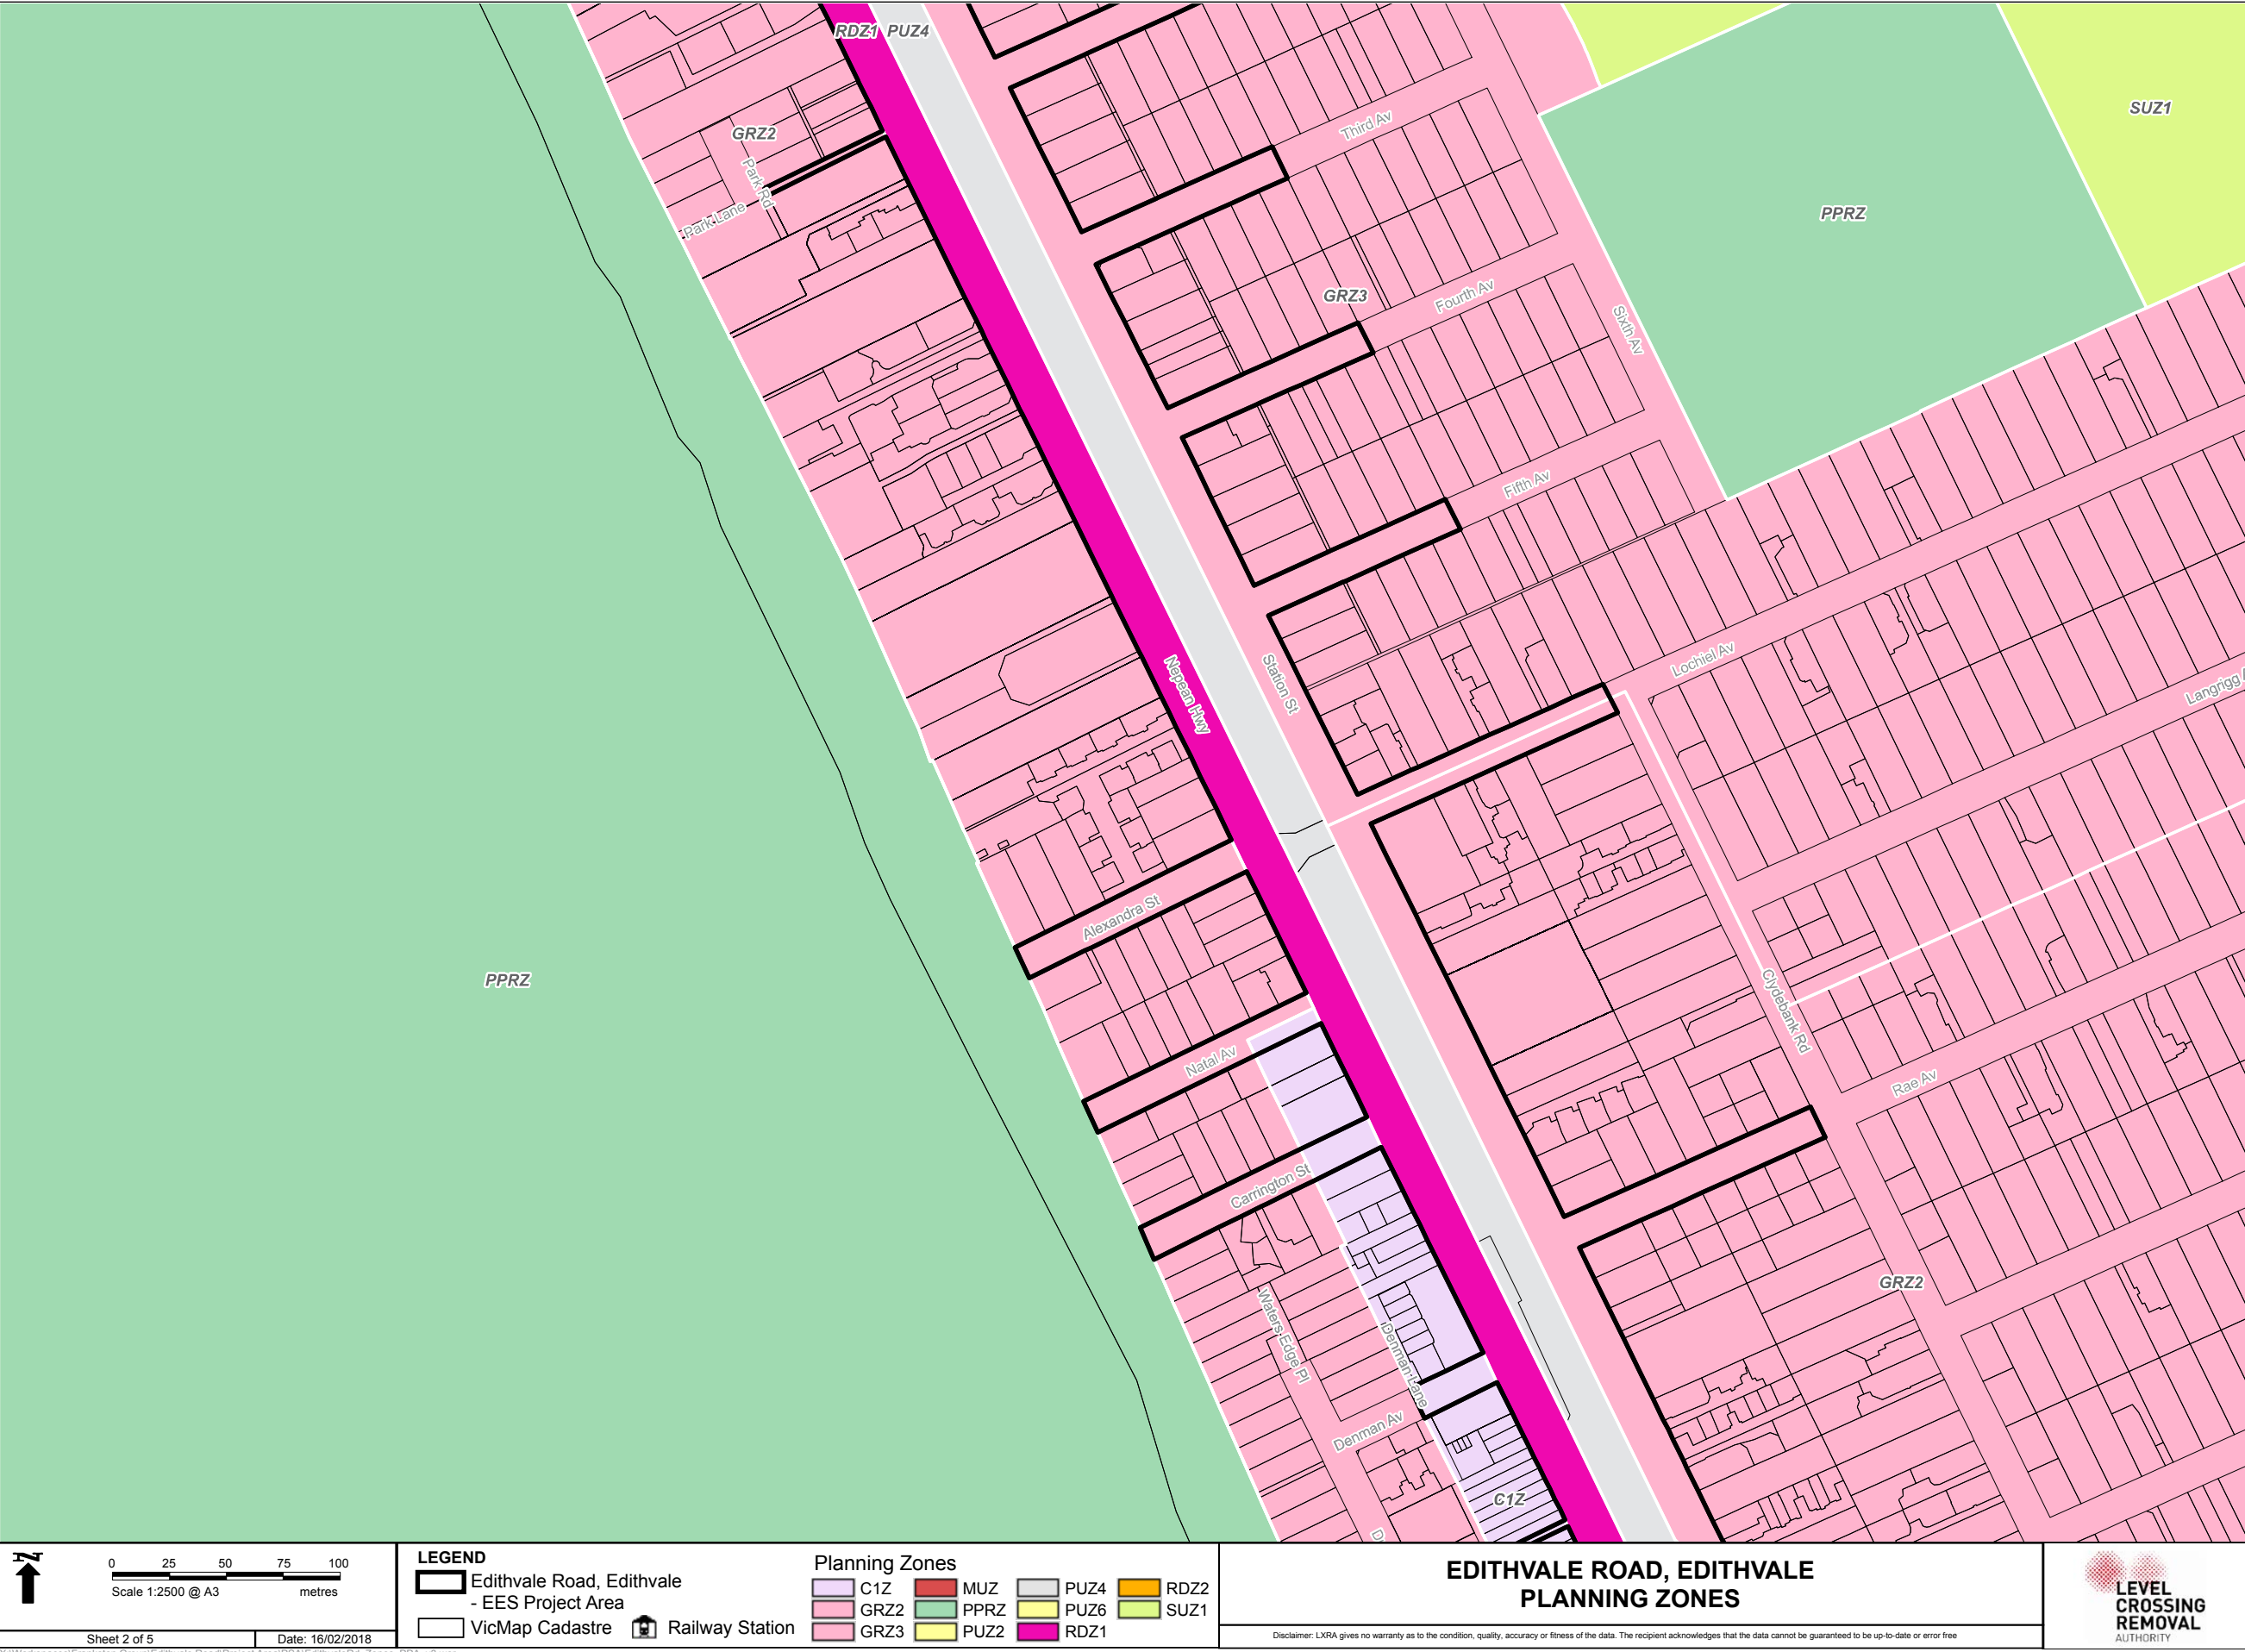 RDZ1 PUZ4
SUZ1
Third Av
GRZ2
Park Rd
Park Lane
PPRZ
GRZ3
Fourth Av
Sixth Av
Fifth Av
Nepean Hwy
Station St
Lochiel Av
Langrigg
Alexandra St
PPRZ
Clydebank Rd
Natal Av
Rae Av
Carrington St
GRZ2
Waters Edge Pl
Denman Lane
Denman Av
C1Z
D
N
0 25 50 75 100
Scale 1:2500 @ A3 metres
Sheet 2 of 5
Date: 16/02/2018
LEGEND
Edithvale Road, Edithvale
- EES Project Area
VicMap Cadastre
Railway Station
Planning Zones
C1Z MUZ PUZ4 RDZ2
GRZ2 PPRZ PUZ6 SUZ1
GRZ3 PUZ2 RDZ1
EDITHVALE ROAD, EDITHVALE
PLANNING ZONES
Disclaimer: LXRA gives no warranty as to the condition, quality, accuracy or fitness of the data. The recipient acknowledges that the data cannot be guaranteed to be up-to-date or error free
LEVEL
CROSSING
REMOVAL
AUTHORITY